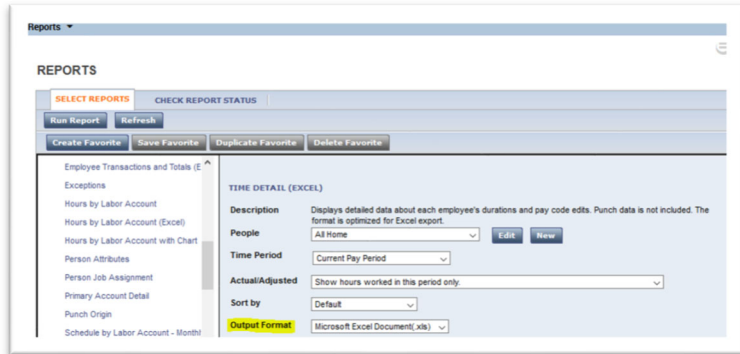 Reports
REPORTS
SELECT REPORTS CHECK REPORT STATUS
Run Report Refresh
Create Favorite Save Favorite Duplicate Favorite Delete Favorite
Employee Transactions and Totals (E
Exceptions
Hours by Labor Account
Hours by Labor Account (Excel)
Hours by Labor Account with Chart
Person Attributes
Person Job Assignment
Primary Account Detail
Punch Origin
Schedule by Labor Account - Monthl
TIME DETAIL (EXCEL)
Description Displays detailed data about each employee's durations and pay code edits. Punch data is not included. The
format is optimized for Excel export.
People All Home Edit New
Time Period Current Pay Period
Actual/Adjusted Show hours worked in this period only.
Sort by Default
Output Format Microsoft Excel Document(.xls)